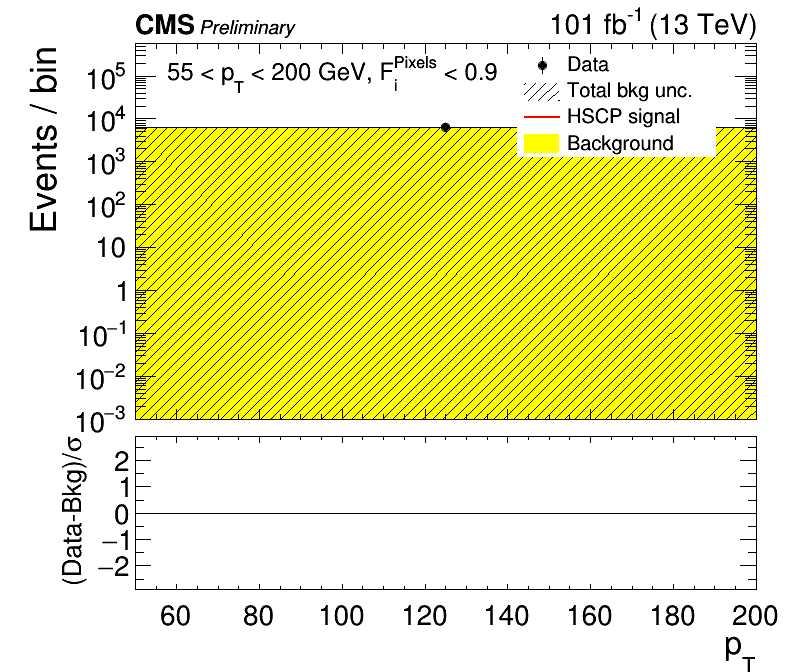 CMS Preliminary 101 fb⁻¹ (13 TeV)
55 < p_T < 200 GeV, F_i^Pixels < 0.9
Data
Total bkg unc.
HSCP signal
Background
Events / bin
10⁵
10⁴
10³
10²
10
1
10⁻¹
10⁻²
10⁻³
(Data-Bkg)/σ
2
1
0
−1
−2
60 80 100 120 140 160 180 200
p_T